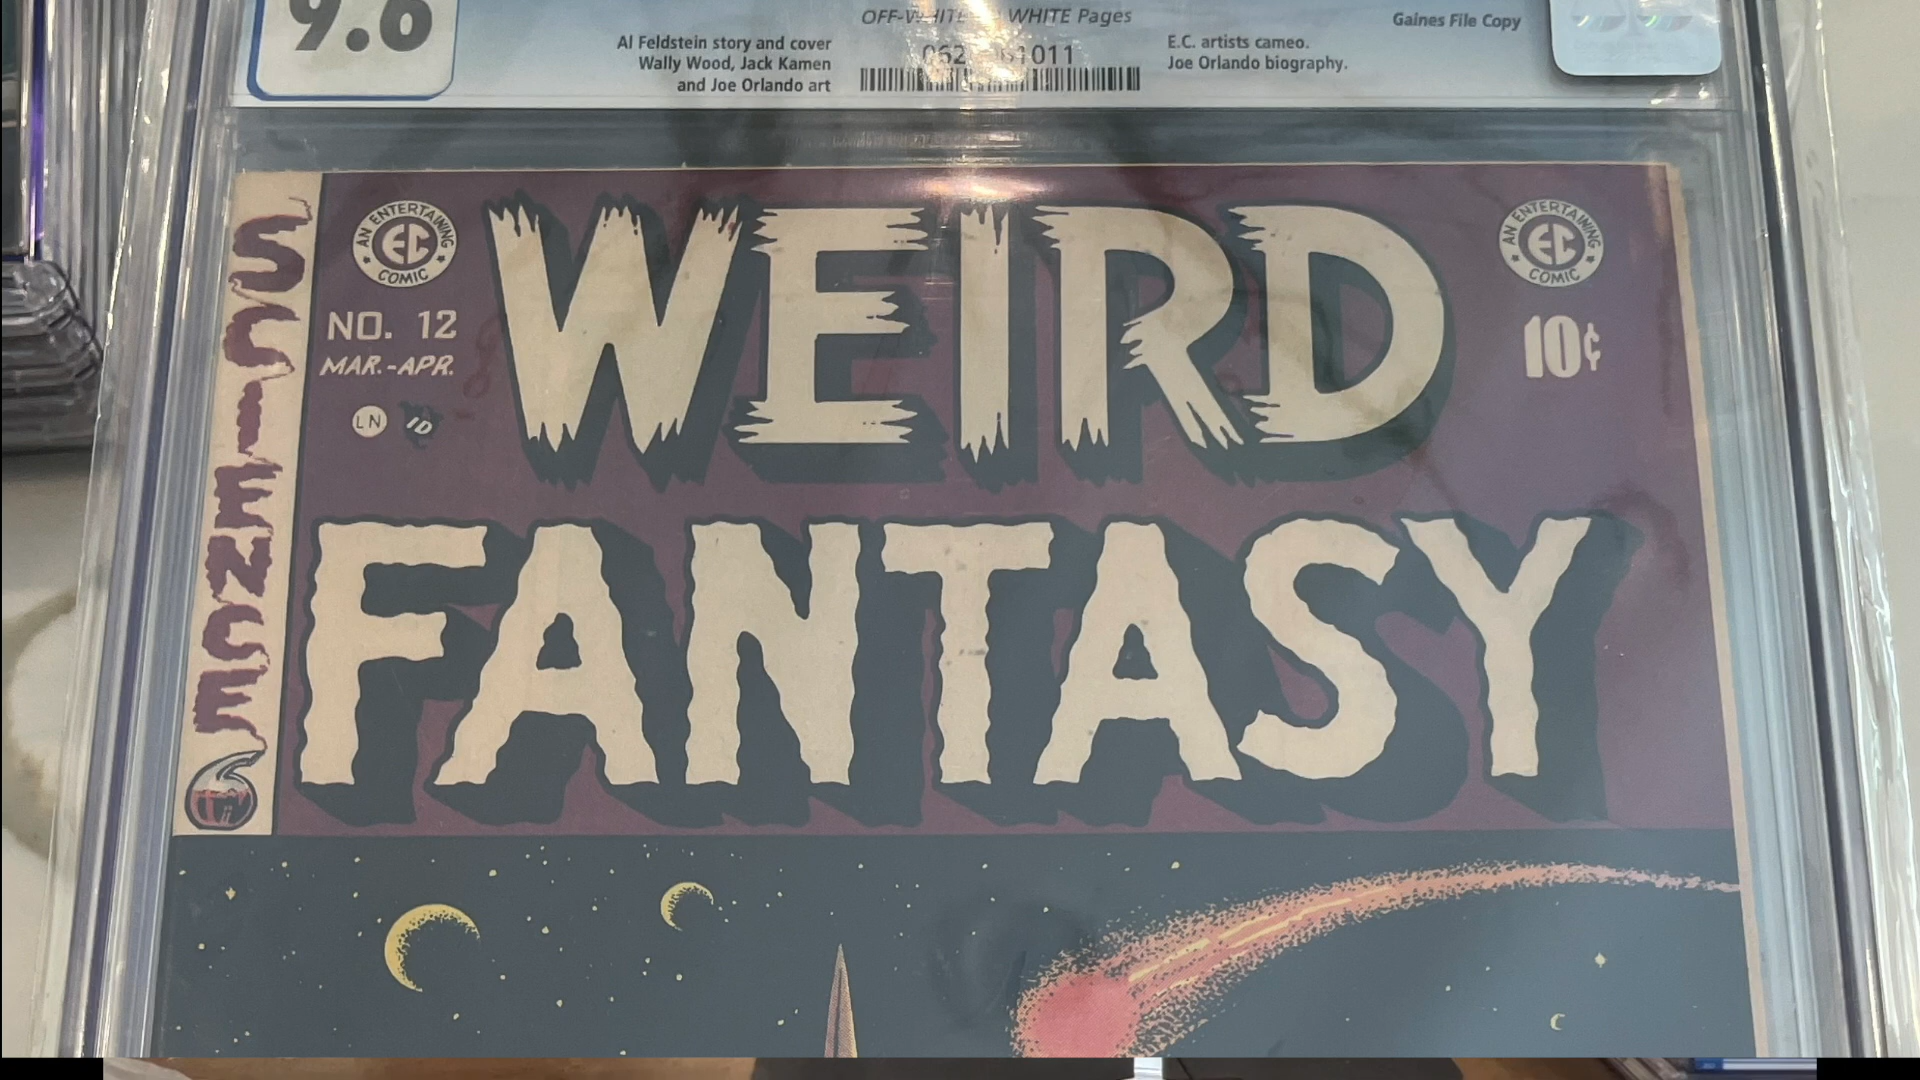 9.6
OFF-WHITE WHITE Pages
Gaines File Copy
Al Feldstein story and cover
Wally Wood, Jack Kamen
and Joe Orlando art
E.C. artists cameo.
Joe Orlando biography.
SCIENCE
AN ENTERTAINING
EC
COMIC
NO. 12
MAR.-APR.
LN
ID
WEIRD
FANTASY
AN ENTERTAINING
EC
COMIC
10¢